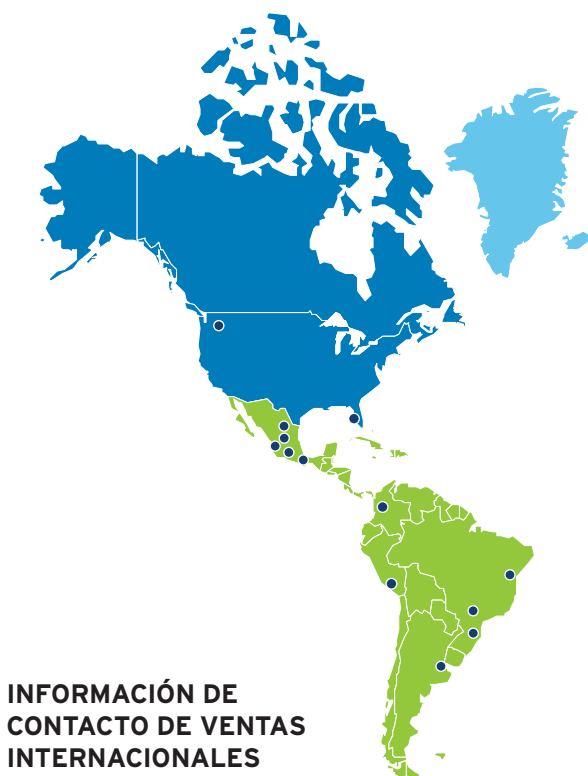 INFORMACIÓN DE
CONTACTO DE VENTAS
INTERNACIONALES